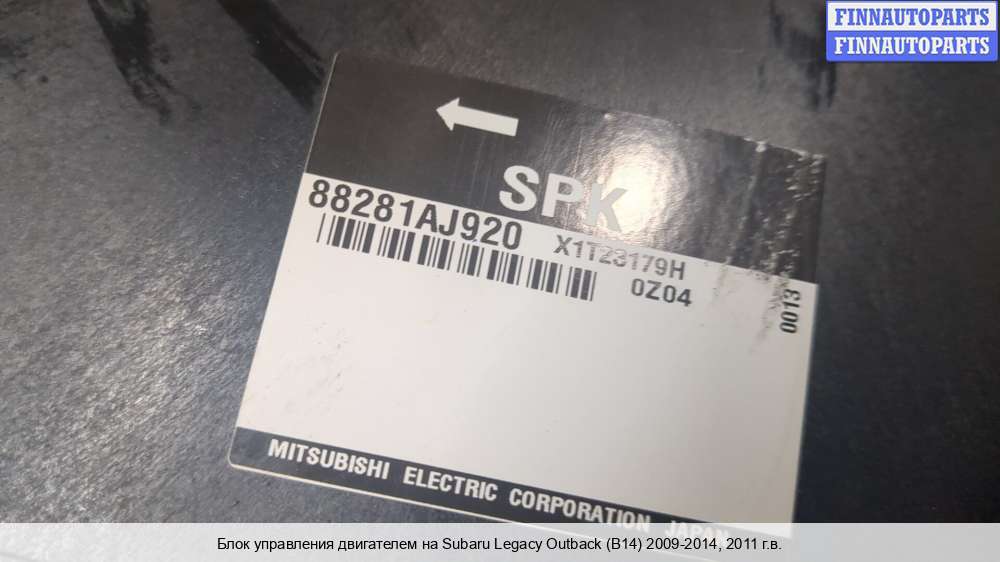 FINNAUTOPARTS
FINNAUTOPARTS
SPK
88281AJ920
X1T23179H
0Z04
0013
MITSUBISHI ELECTRIC CORPORATION JAPAN
Блок управления двигателем на Subaru Legacy Outback (B14) 2009-2014, 2011 г.в.